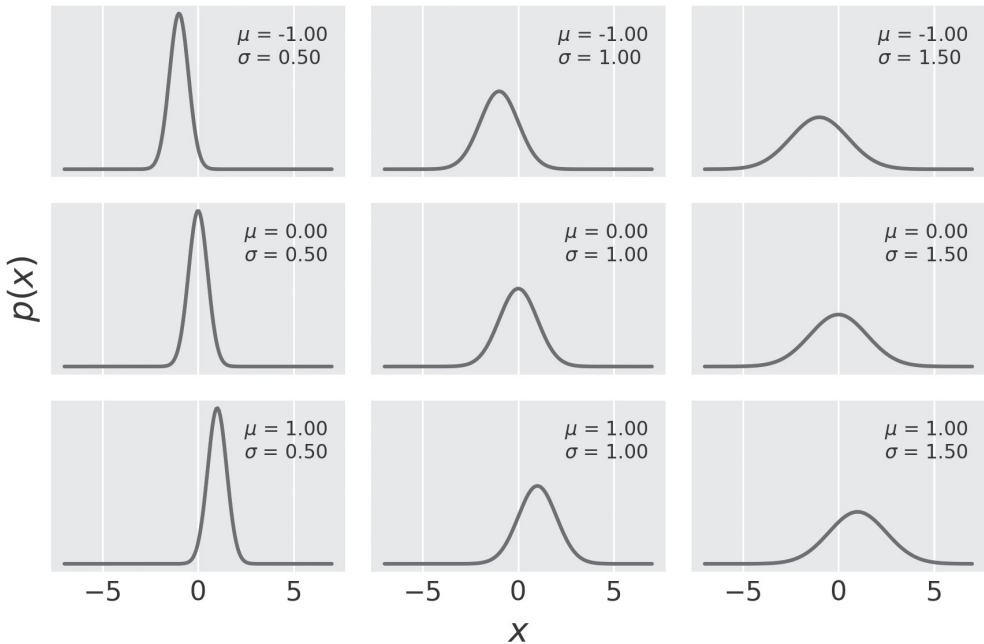 μ = -1.00
σ = 0.50
μ = -1.00
σ = 1.00
μ = -1.00
σ = 1.50
p(x)
μ = 0.00
σ = 0.50
μ = 0.00
σ = 1.00
μ = 0.00
σ = 1.50
μ = 1.00
σ = 0.50
μ = 1.00
σ = 1.00
μ = 1.00
σ = 1.50
−5 0 5
−5 0 5
−5 0 5
x